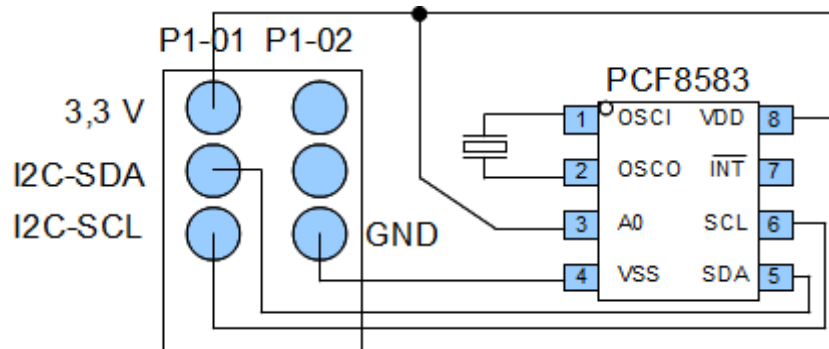 P1-01 P1-02
PCF8583
3,3 V
I2C-SDA
I2C-SCL
GND
1 OSCI VDD 8
2 OSCO INT 7
3 A0 SCL 6
4 VSS SDA 5